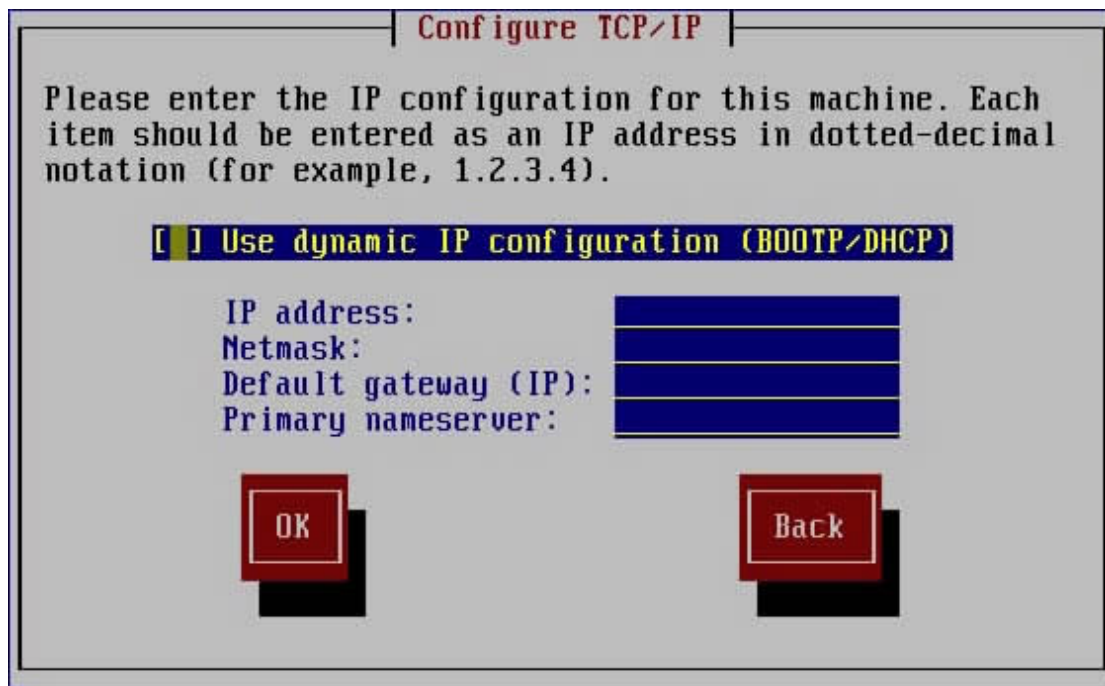 Configure TCP/IP
Please enter the IP configuration for this machine. Each
item should be entered as an IP address in dotted-decimal
notation (for example, 1.2.3.4).
[ ] Use dynamic IP configuration (BOOTP/DHCP)
IP address:
Netmask:
Default gateway (IP):
Primary nameserver:
OK Back